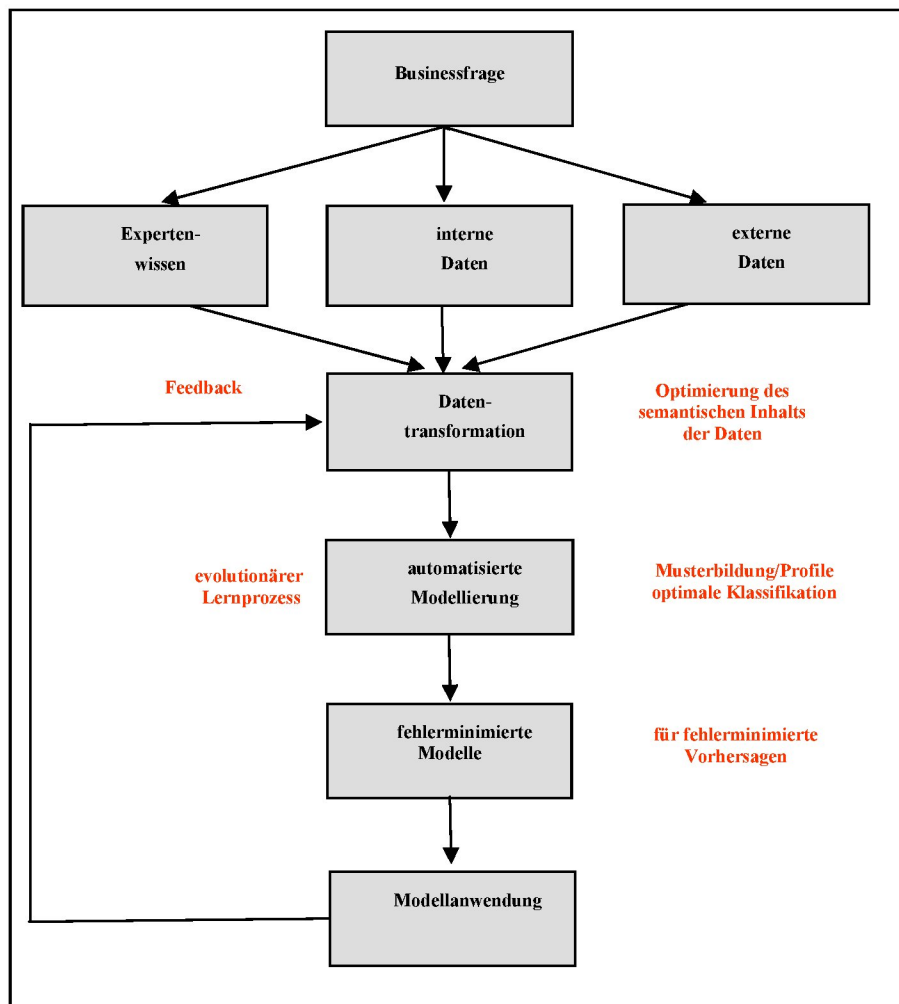 Businessfrage
Experten-
wissen
interne
Daten
externe
Daten
Feedback
Daten-
transformation
Optimierung des
semantischen Inhalts
der Daten
evolutionärer
Lernprozess
automatisierte
Modellierung
Musterbildung/Profile
optimale Klassifikation
fehlerminimierte
Modelle
für fehlerminimierte
Vorhersagen
Modellanwendung